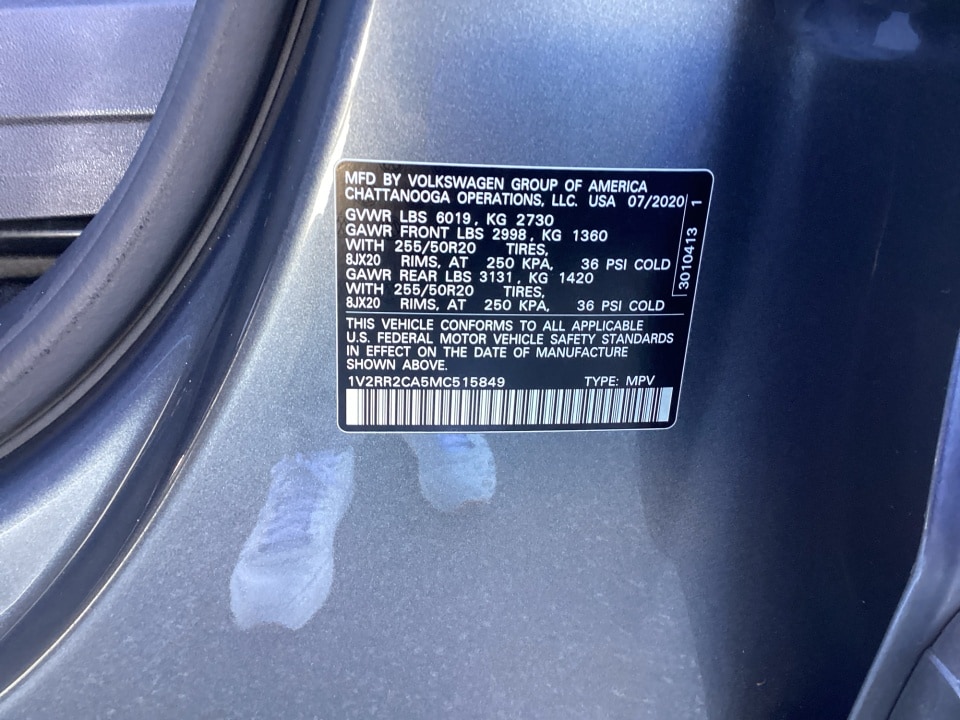 MFD BY VOLKSWAGEN GROUP OF AMERICA
CHATTANOOGA OPERATIONS, LLC. USA 07/2020
GVWR LBS 6019, KG 2730
GAWR FRONT LBS 2998, KG 1360
WITH 255/50R20 TIRES,
8JX20 RIMS, AT 250 KPA, 36 PSI COLD
GAWR REAR LBS 3131, KG 1420
WITH 255/50R20 TIRES,
8JX20 RIMS, AT 250 KPA, 36 PSI COLD
THIS VEHICLE CONFORMS TO ALL APPLICABLE
U.S. FEDERAL MOTOR VEHICLE SAFETY STANDARDS
IN EFFECT ON THE DATE OF MANUFACTURE
SHOWN ABOVE.
1V2RR2CA5MC515849 TYPE: MPV
3010413 1